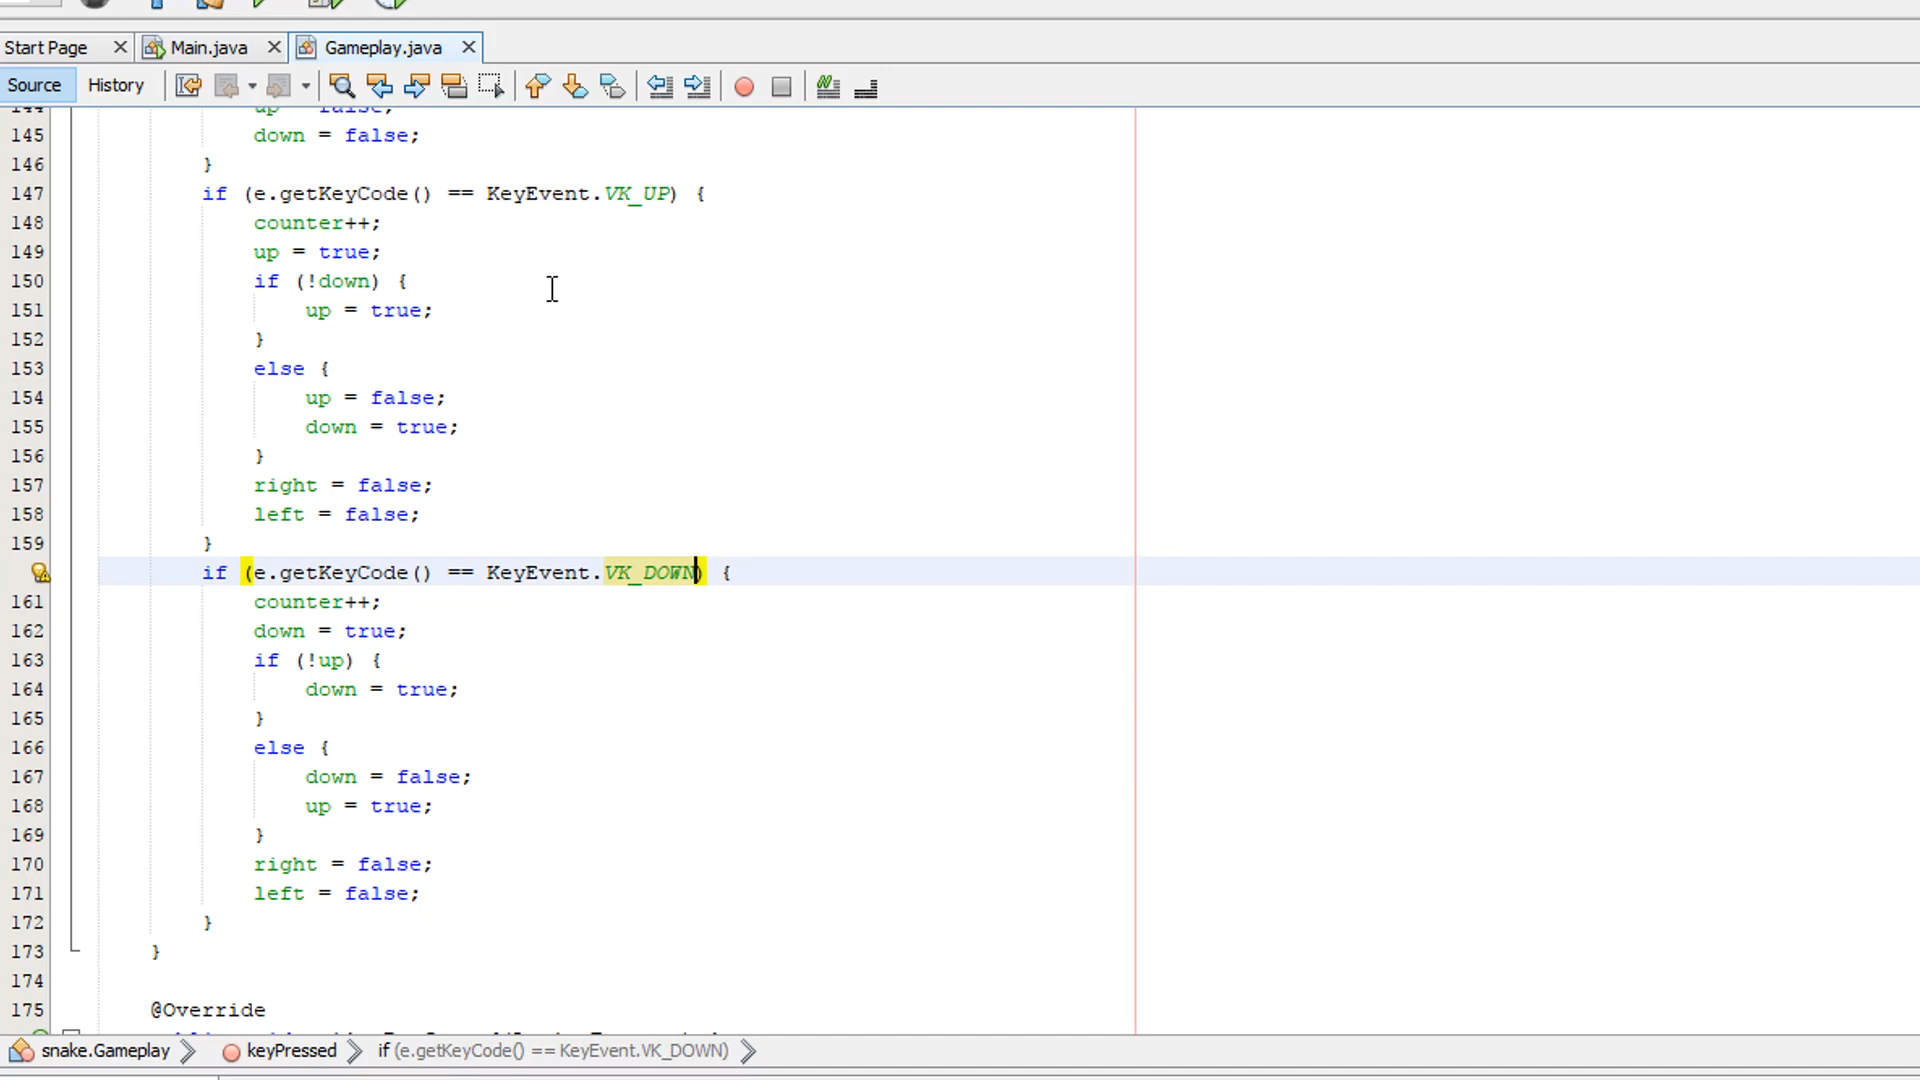 Start Page
Main.java
Gameplay.java
Source
History
145 down = false;
146 }
147 if (e.getKeyCode() == KeyEvent.VK_UP) {
148 counter++;
149 up = true;
150 if (!down) {
151 up = true;
152 }
153 else {
154 up = false;
155 down = true;
156 }
157 right = false;
158 left = false;
159 }
if (e.getKeyCode() == KeyEvent.VK_DOWN) {
161 counter++;
162 down = true;
163 if (!up) {
164 down = true;
165 }
166 else {
167 down = false;
168 up = true;
169 }
170 right = false;
171 left = false;
172 }
173 }
174
175 @Override
snake.Gameplay
keyPressed
if (e.getKeyCode() == KeyEvent.VK_DOWN)